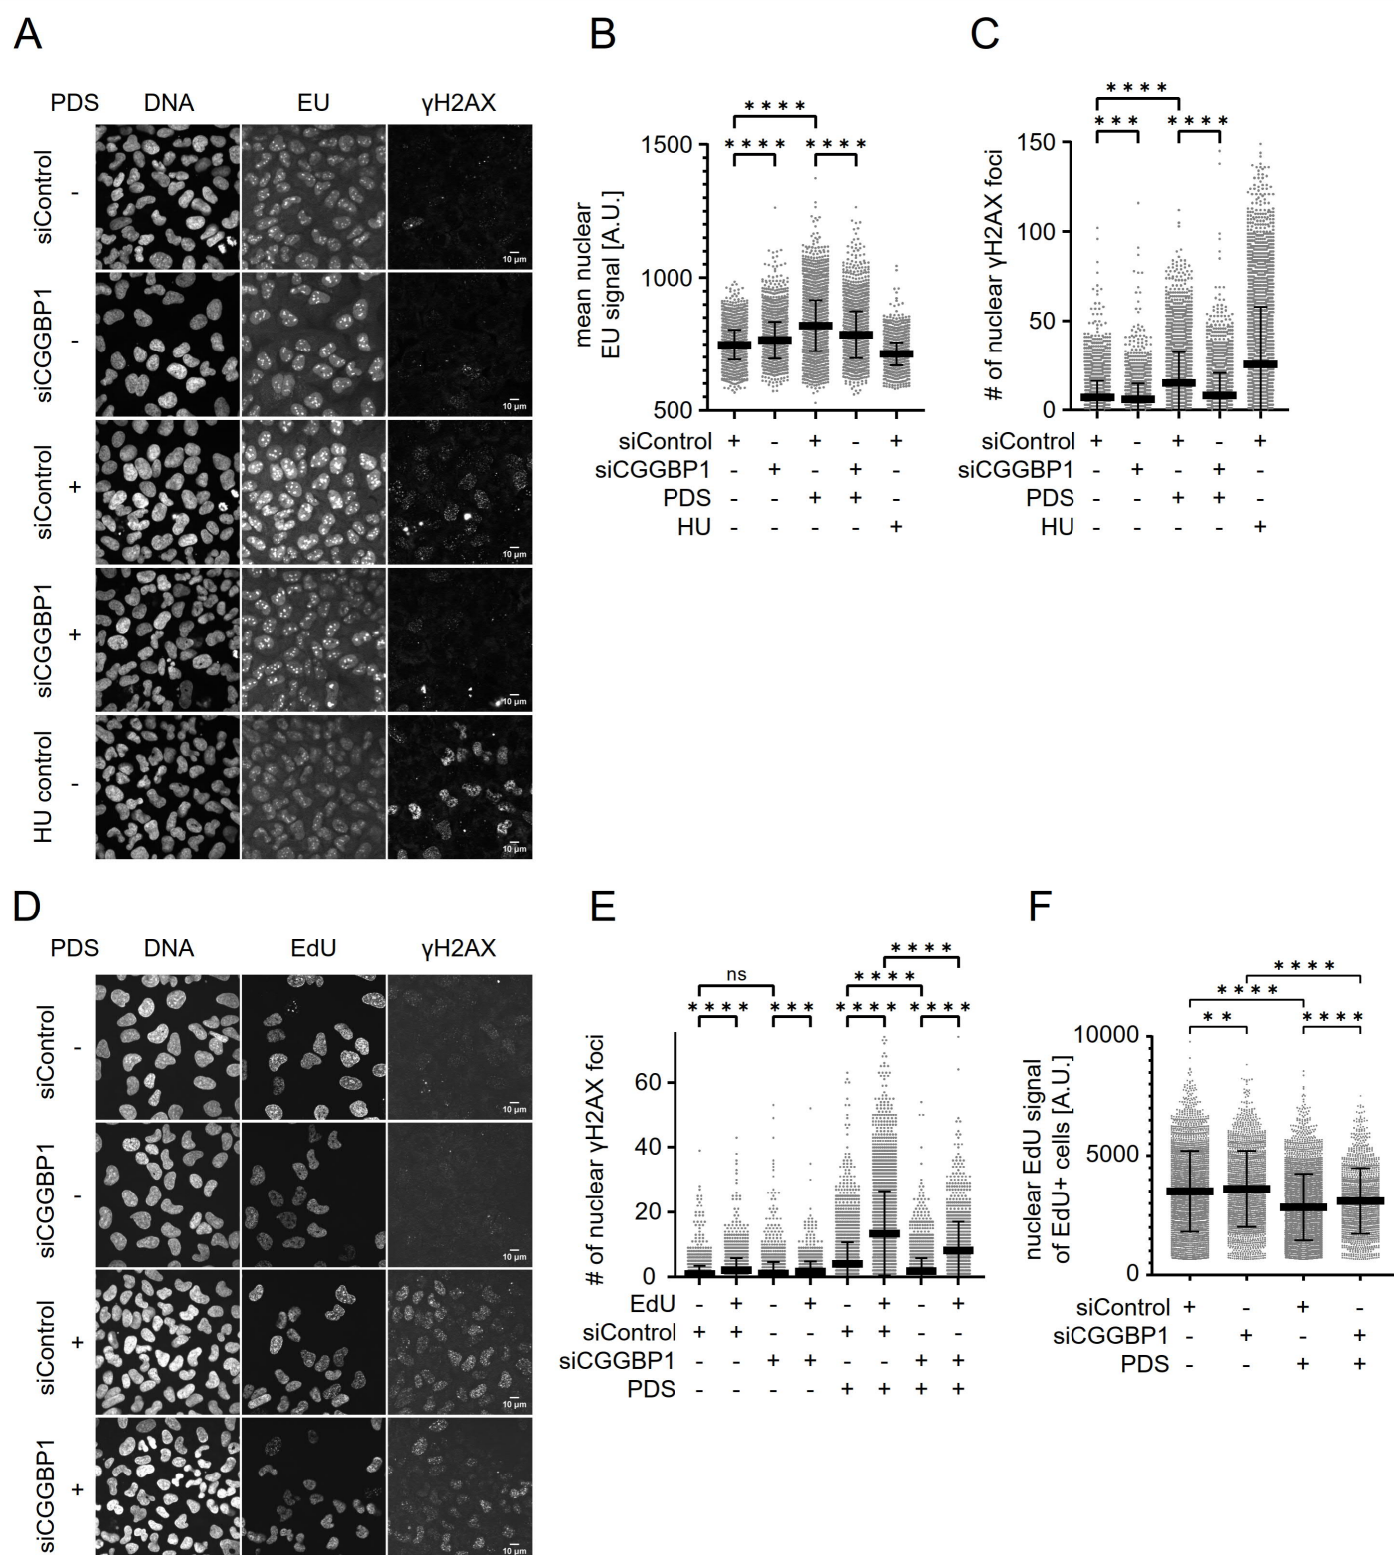 A
PDS DNA EU γH2AX
siControl -
10 µm
siCGGBP1 -
10 µm
siControl +
10 µm
siCGGBP1 +
10 µm
HU control -
10 µm
B
mean nuclear
EU signal [A.U.]
****
**** ****
1500
1000
500
siControl + - + - +
siCGGBP1 - + - + -
PDS - - + + -
HU - - - - +
C
# of nuclear γH2AX foci
****
*** ****
150
100
50
0
siControl + - + - +
siCGGBP1 - + - + -
PDS - - + + -
HU - - - - +
D
PDS DNA EdU γH2AX
siControl -
10 µm
siCGGBP1 -
10 µm
siControl +
10 µm
siCGGBP1 +
10 µm
E
# of nuclear γH2AX foci
****
ns ****
**** *** **** ****
60
40
20
0
EdU - + - + - + - +
siControl + + - - + + - -
siCGGBP1 - - + + - - + +
PDS - - - - + + + +
F
nuclear EdU signal
of EdU+ cells [A.U.]
****
****
** ****
10000
5000
0
siControl + - + -
siCGGBP1 - + - +
PDS - - + +